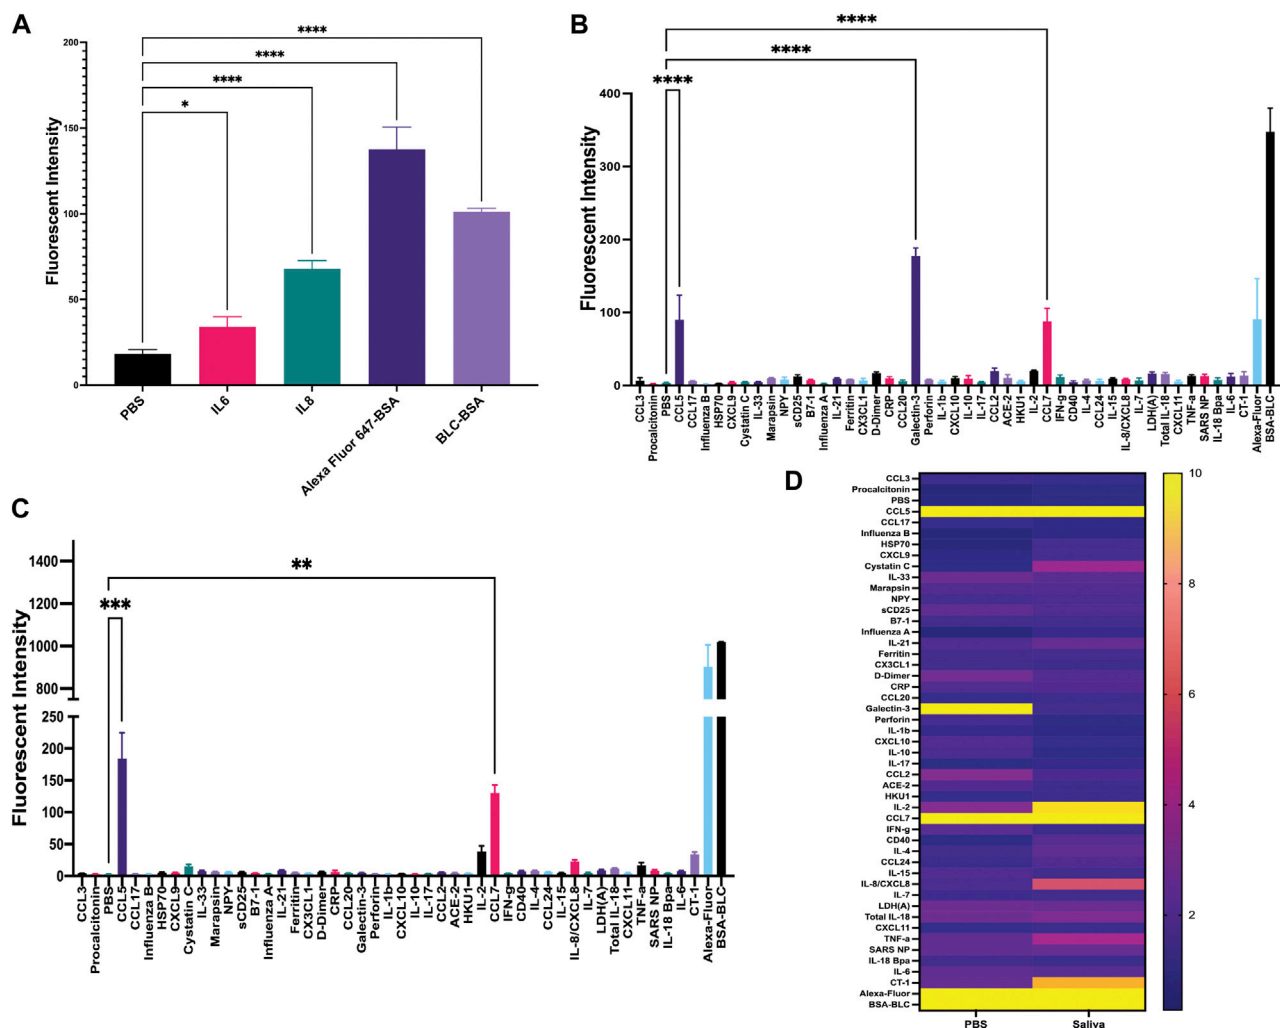 A
Fluorescent Intensity
200
150
100
50
0
****
****
****
*
PBS
IL6
IL8
Alexa Fluor 647-BSA
BLC-BSA
B
Fluorescent Intensity
400
300
200
100
0
****
****
****
CCL3
Procalcitonin
PBS
CCL5
CCL17
Influenza B
HSP70
CXCL9
Cystatin C
IL-33
Marapsin
NPY
sCD25
B7-1
Influenza A
IL-21
Ferritin
CX3CL1
D-Dimer
CRP
CCL20
Galectin-3
Perforin
IL-1b
CXCL10
IL-10
IL-17
CCL2
ACE-2
HKU1
IL-2
CCL7
IFN-g
CD40
IL-4
CCL24
IL-15
IL-8/CXCL8
IL-7
LDH(A)
Total IL-18
CXCL11
TNF-a
SARS NP
IL-18 Bpa
IL-6
CT-1
Alexa-Fluor
BSA-BLC
C
Fluorescent Intensity
1400
1200
1000
800
250
200
150
100
50
0
**
***
CCL3
Procalcitonin
PBS
CCL5
CCL17
Influenza B
HSP70
CXCL9
Cystatin C
IL-33
Marapsin
NPY
sCD25
B7-1
Influenza A
IL-21
Ferritin
CX3CL1
D-Dimer
CRP
CCL20
Galectin-3
Perforin
IL-1b
CXCL10
IL-10
IL-17
CCL2
ACE-2
HKU1
IL-2
CCL7
IFN-g
CD40
IL-4
CCL24
IL-15
IL-8/CXCL8
IL-7
LDH(A)
Total IL-18
CXCL11
TNF-a
SARS NP
IL-18 Bpa
IL-6
CT-1
Alexa-Fluor
BSA-BLC
D
CCL3
Procalcitonin
PBS
CCL5
CCL17
Influenza B
HSP70
CXCL9
Cystatin C
IL-33
Marapsin
NPY
sCD25
B7-1
Influenza A
IL-21
Ferritin
CX3CL1
D-Dimer
CRP
CCL20
Galectin-3
Perforin
IL-1b
CXCL10
IL-10
IL-17
CCL2
ACE-2
HKU1
IL-2
CCL7
IFN-g
CD40
IL-4
CCL24
IL-15
IL-8/CXCL8
IL-7
LDH(A)
Total IL-18
CXCL11
TNF-a
SARS NP
IL-18 Bpa
IL-6
CT-1
Alexa-Fluor
BSA-BLC
PBS Saliva
10
8
6
4
2